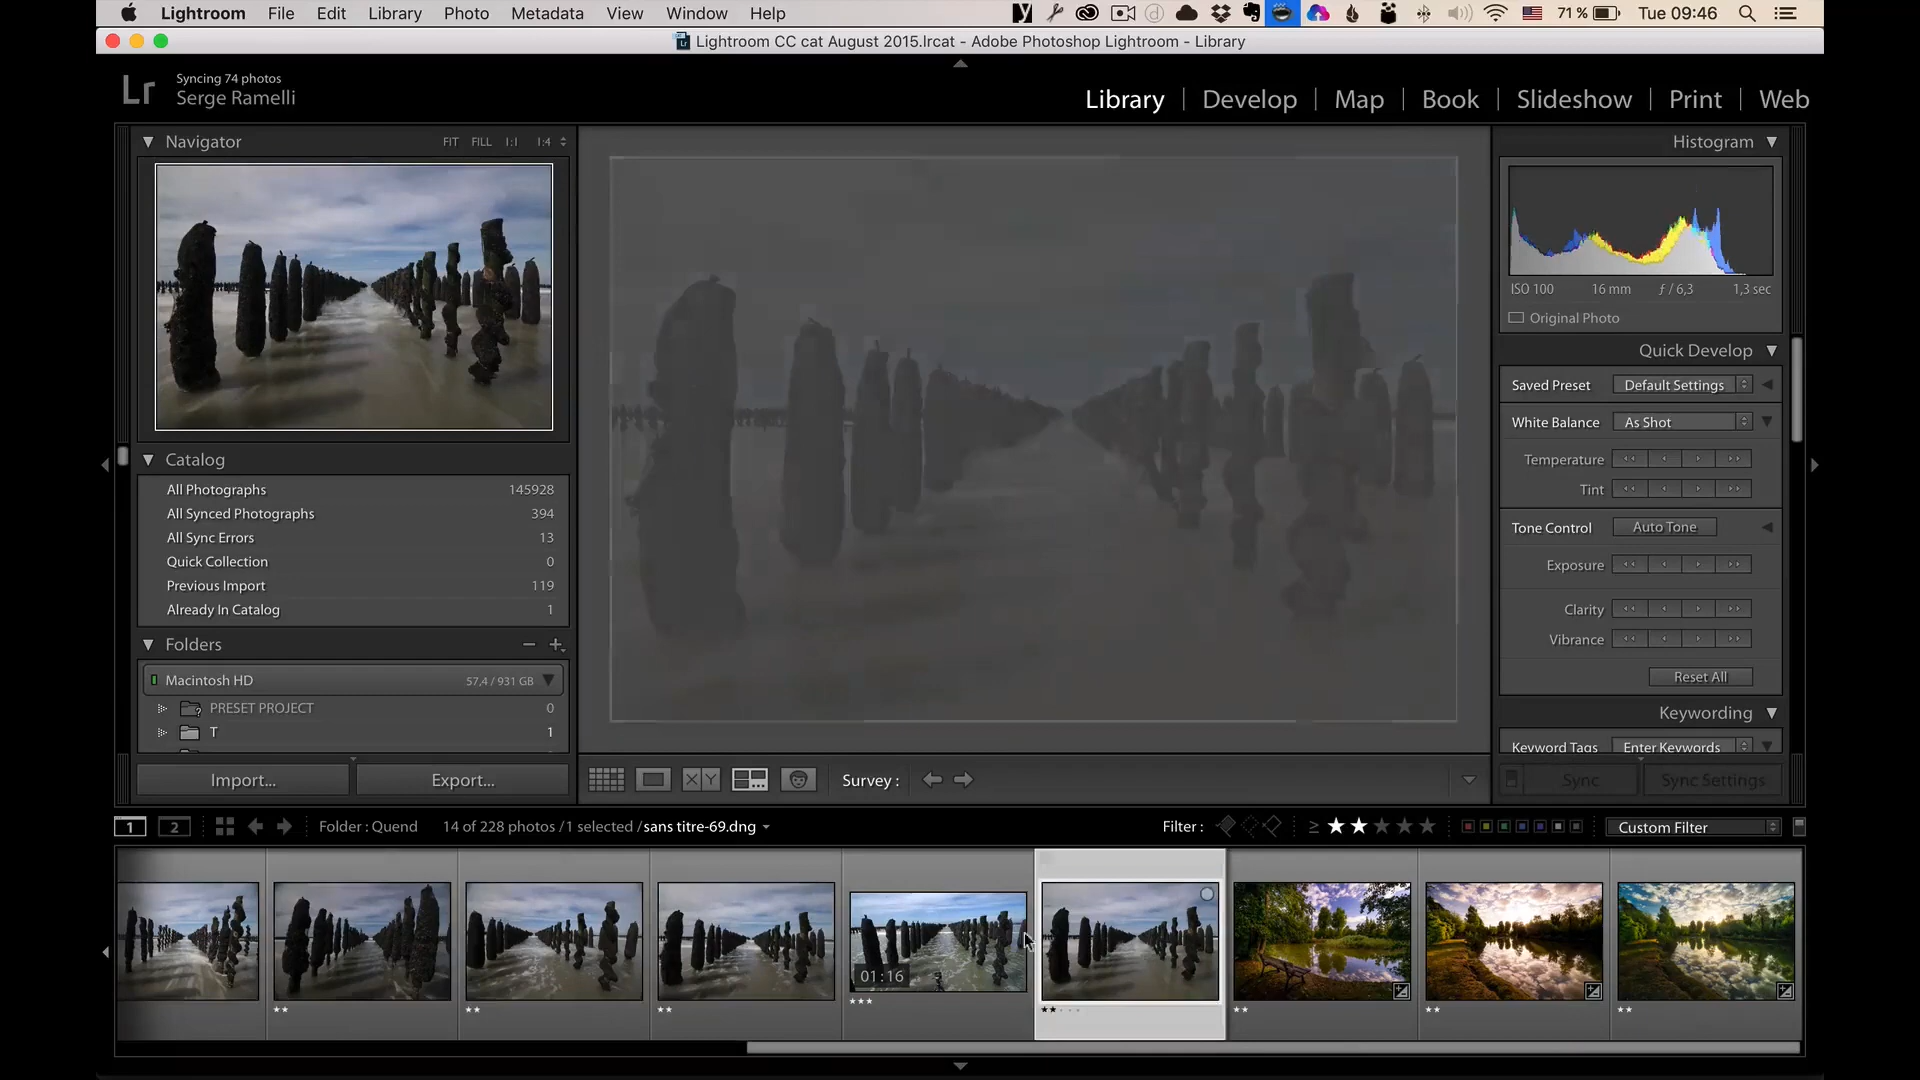 Lightroom File Edit Library Photo Metadata View Window Help 71 % Tue 09:46
Lightroom CC cat August 2015.lrcat - Adobe Photoshop Lightroom - Library
Lr Syncing 74 photos
Serge Ramelli
Library | Develop | Map | Book | Slideshow | Print | Web
Navigator FIT FILL 1:1 1:4
Catalog
All Photographs 145928
All Synced Photographs 394
All Sync Errors 13
Quick Collection 0
Previous Import 119
Already In Catalog 1
Folders
Macintosh HD 57,4 / 931 GB
PRESET PROJECT 0
T 1
Import... Export...
XY Survey :
Histogram
ISO 100 16 mm ƒ / 6,3 1,3 sec
Original Photo
Quick Develop
Saved Preset Default Settings
White Balance As Shot
Temperature
Tint
Tone Control Auto Tone
Exposure
Clarity
Vibrance
Reset All
Keywording
Keyword Tags Enter Keywords
Sync Sync Settings
1 2 Folder : Quend 14 of 228 photos / 1 selected / sans titre-69.dng Filter : ≥ Custom Filter
01:16